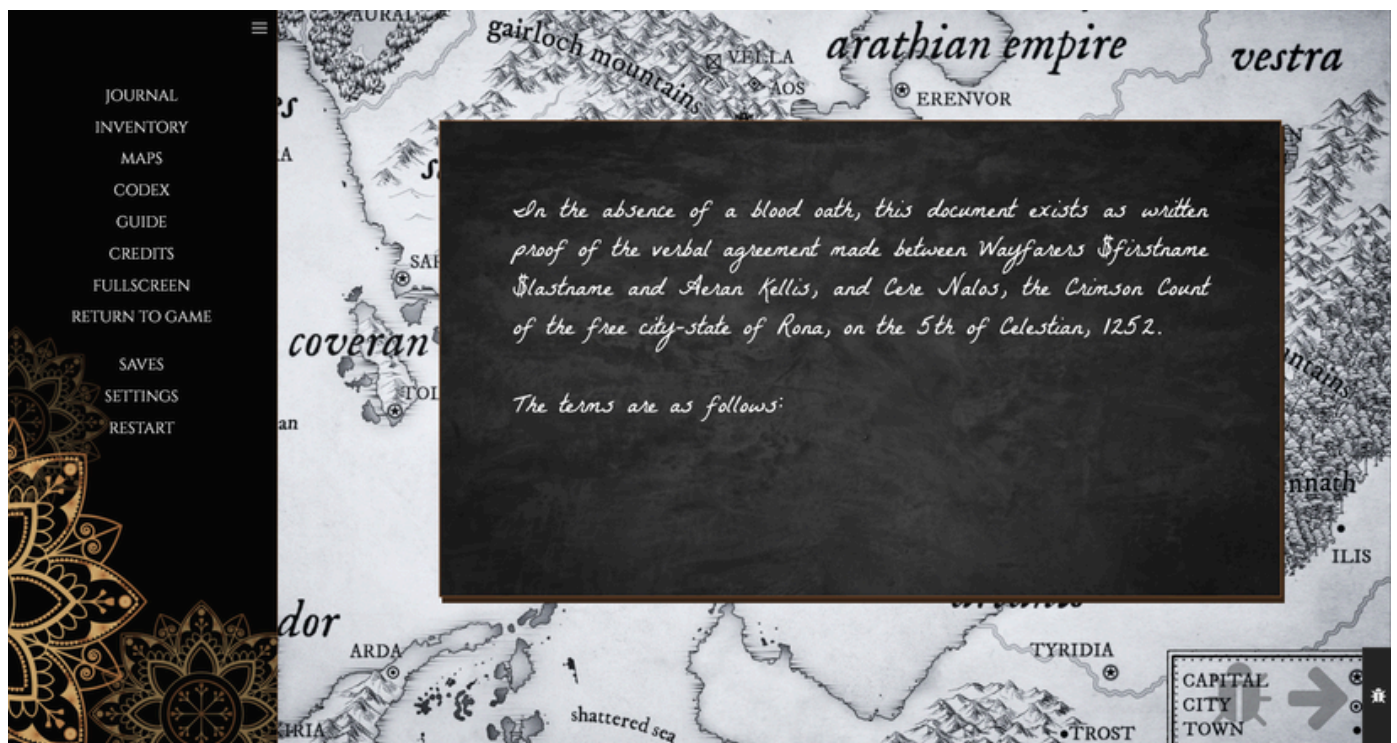 JOURNAL
INVENTORY
MAPS
CODEX
GUIDE
CREDITS
FULLSCREEN
RETURN TO GAME
SAVES
SETTINGS
RESTART
gairloch mountains
VELLA
AOS
arathian empire
vestra
ERENVOR
In the absence of a blood oath, this document exists as written
proof of the verbal agreement made between Wayfarers $firstname
$lastname and Aeran Kellis, and Cere Nalos, the Crimson Count
of the free city-state of Rona, on the 5th of Celestian, 1252.
The terms are as follows:
coveran
ILIS
ARDA
shattered sea
TYRIDIA
TROST
CAPITAL
CITY
TOWN